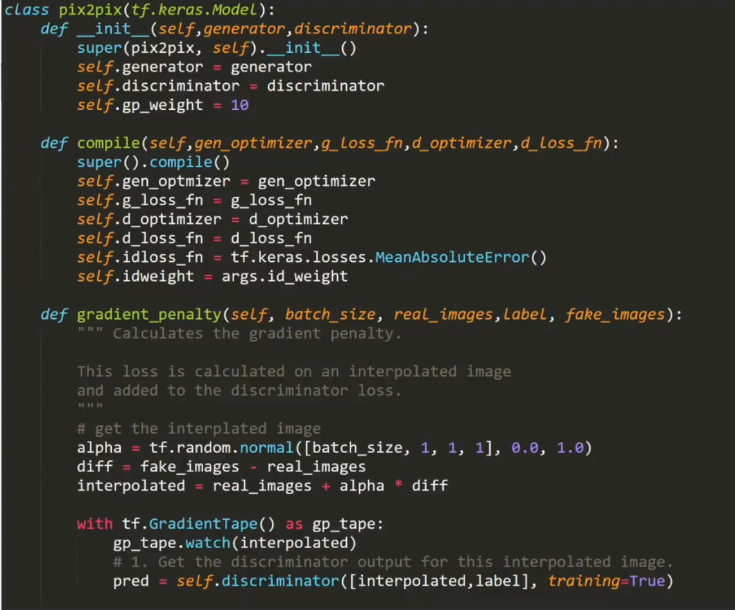 class pix2pix(tf.keras.Model):
    def __init__(self,generator,discriminator):
        super(pix2pix, self).__init__()
        self.generator = generator
        self.discriminator = discriminator
        self.gp_weight = 10
    def compile(self,gen_optimizer,g_loss_fn,d_optimizer,d_loss_fn):
        super().compile()
        self.gen_optmizer = gen_optimizer
        self.g_loss_fn = g_loss_fn
        self.d_optimizer = d_optimizer
        self.d_loss_fn = d_loss_fn
        self.idloss_fn = tf.keras.losses.MeanAbsoluteError()
        self.idweight = args.id_weight
    def gradient_penalty(self, batch_size, real_images,label, fake_images):
        """ Calculates the gradient penalty.
        This loss is calculated on an interpolated image
        and added to the discriminator loss.
        """
        # get the interplated image
        alpha = tf.random.normal([batch_size, 1, 1, 1], 0.0, 1.0)
        diff = fake_images - real_images
        interpolated = real_images + alpha * diff
        with tf.GradientTape() as gp_tape:
            gp_tape.watch(interpolated)
            # 1. Get the discriminator output for this interpolated image.
            pred = self.discriminator([interpolated,label], training=True)